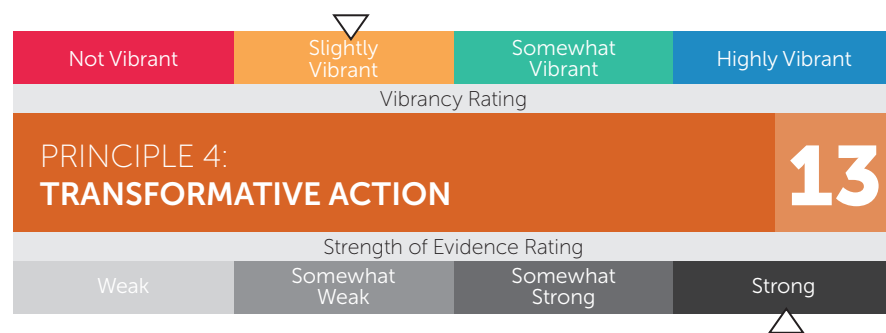 Not Vibrant
Slightly
Vibrant
Somewhat
Vibrant
Highly Vibrant
Vibrancy Rating
PRINCIPLE 4:
TRANSFORMATIVE ACTION
13
Strength of Evidence Rating
Weak
Somewhat
Weak
Somewhat
Strong
Strong